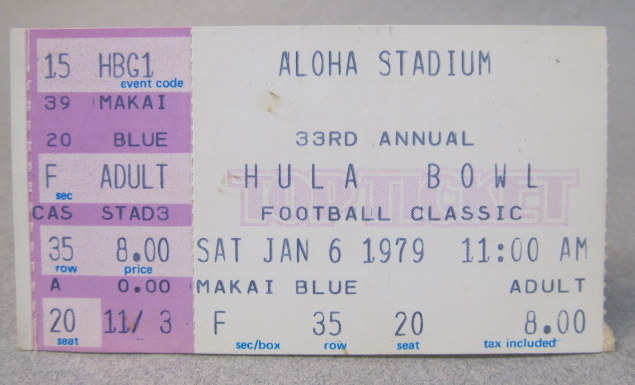 15 HBG1
event code
39 MAKAI
20 BLUE
F ADULT
sec
CAS STAD3
35 8.00
row price
A 0.00
20 11/ 3
seat
ALOHA STADIUM
33RD ANNUAL
HULA BOWL
TOPTICKET
FOOTBALL CLASSIC
SAT JAN 6 1979 11:00 AM
MAKAI BLUE ADULT
F 35 20 8.00
sec/box row seat tax included